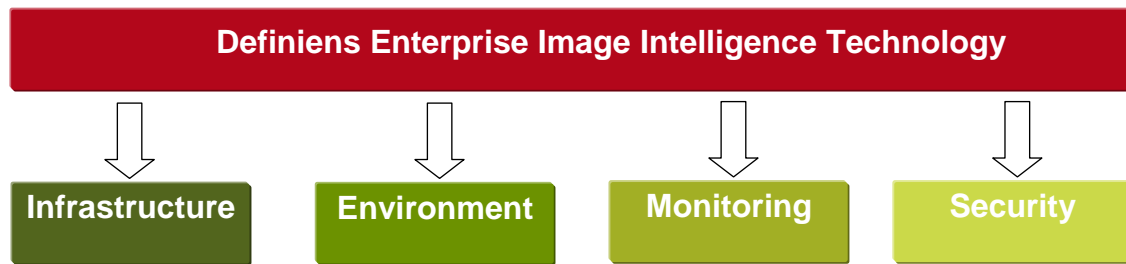 Definiens Enterprise Image Intelligence Technology
Infrastructure
Environment
Monitoring
Security